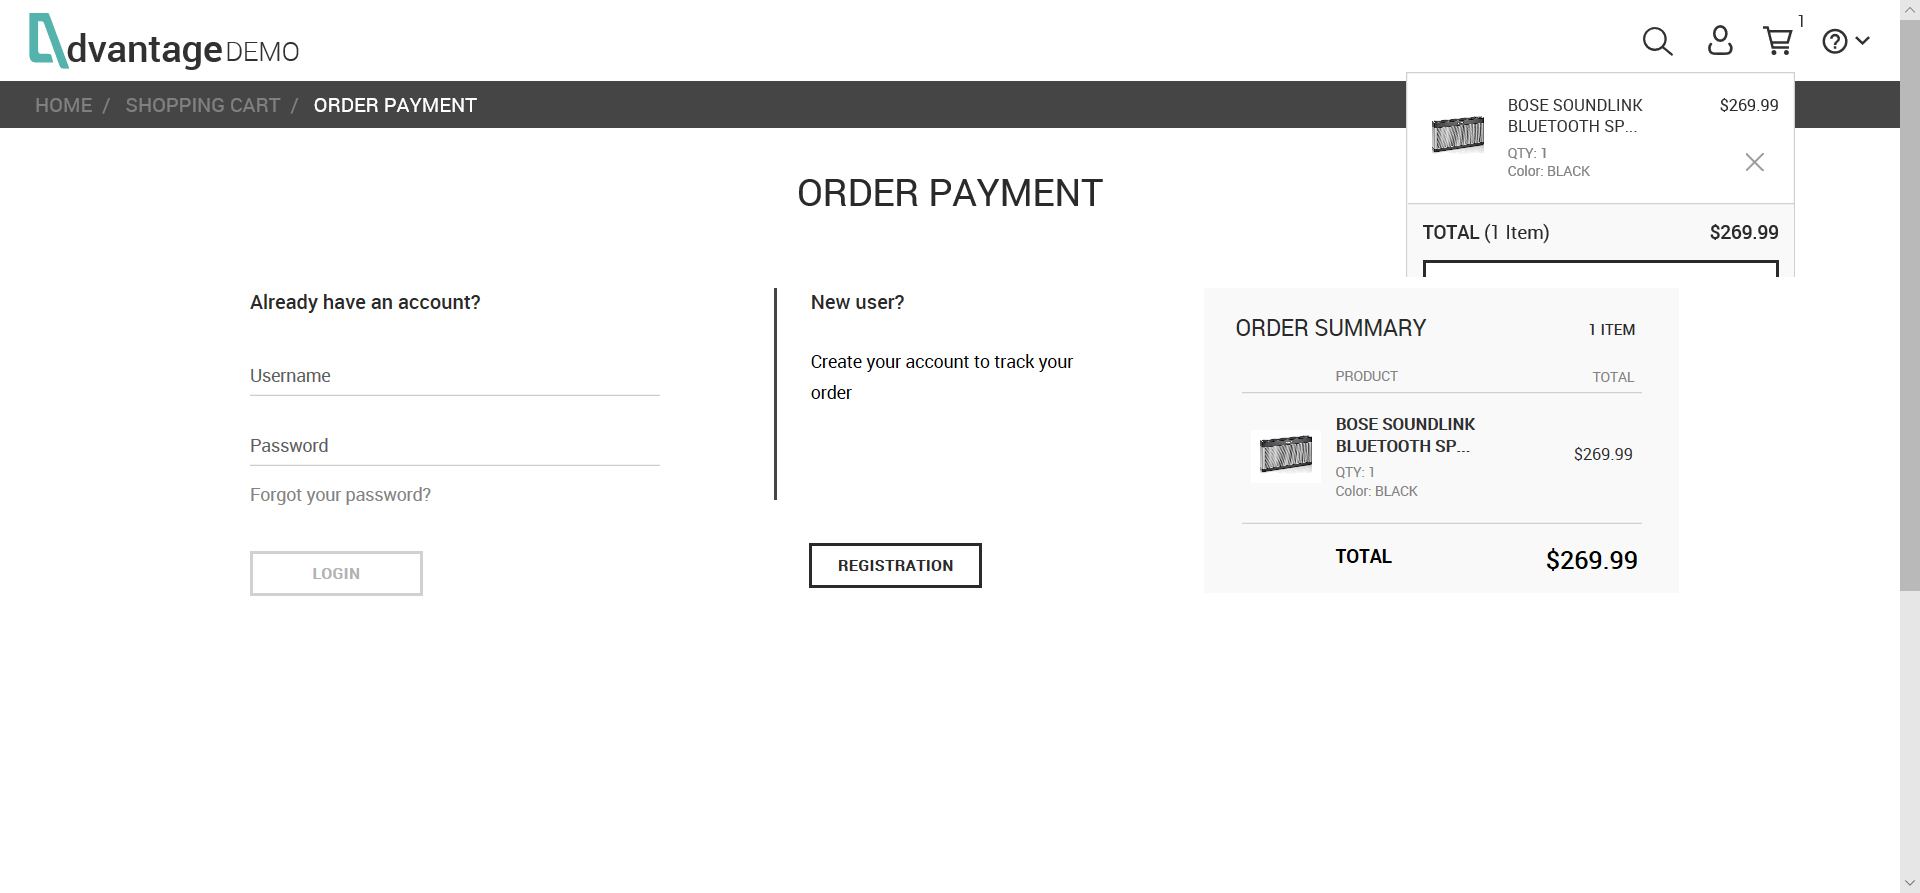 dvantage DEMO
1
HOME / SHOPPING CART / ORDER PAYMENT
BOSE SOUNDLINK $269.99
BLUETOOTH SP...
QTY: 1
Color: BLACK
TOTAL (1 Item) $269.99
ORDER PAYMENT
Already have an account?
Username
Password
Forgot your password?
LOGIN
New user?
Create your account to track your
order
REGISTRATION
ORDER SUMMARY 1 ITEM
PRODUCT TOTAL
BOSE SOUNDLINK
BLUETOOTH SP...
QTY: 1
Color: BLACK
$269.99
TOTAL $269.99